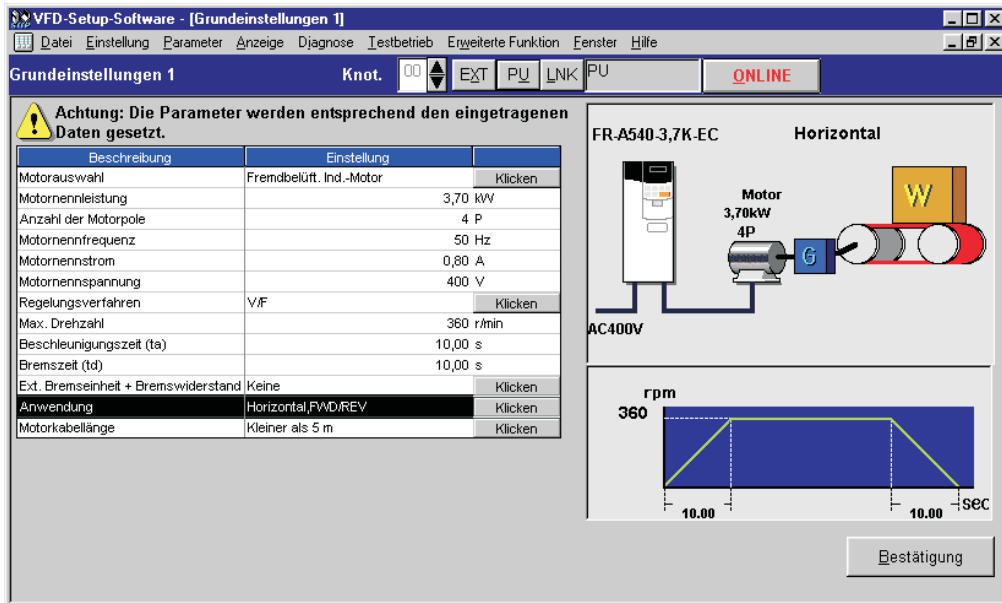 VFD-Setup-Software - [Grundeinstellungen 1]
Datei Einstellung Parameter Anzeige Djagnose Testbetrieb Erweiterte Funktion Fenster Hilfe
Grundeinstellungen 1 Knot. 00 EXT PU LNK PU ONLINE
Achtung: Die Parameter werden entsprechend den eingetragenen
Daten gesetzt.
Beschreibung Einstellung
Motorauswahl Fremdbelüft. Ind.-Motor Klicken
Motornennleistung 3,70 kW
Anzahl der Motorpole 4 P
Motornennfrequenz 50 Hz
Motornennstrom 0,80 A
Motornennspannung 400 V
Regelungsverfahren V/F Klicken
Max. Drehzahl 360 r/min
Beschleunigungszeit (ta) 10,00 s
Bremszeit (td) 10,00 s
Ext. Bremseinheit + Bremswiderstand Keine Klicken
Anwendung Horizontal,FWD/REV Klicken
Motorkabellänge Kleiner als 5 m Klicken
FR-A540-3,7K-EC Horizontal
W
Motor
3,70kW
4P
G
AC400V
rpm
360
10.00 10.00 sec
Bestätigung